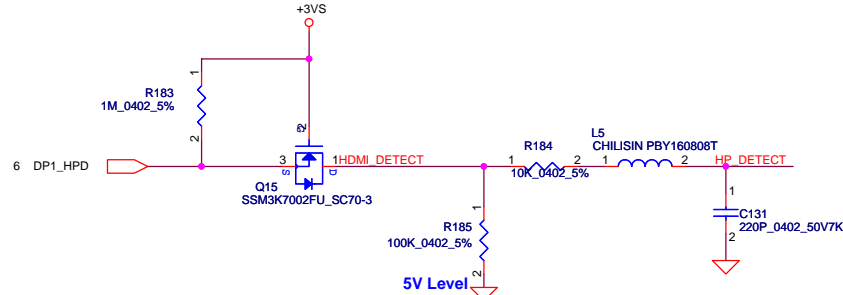 +3VS
1
R183
1M_0402_5%
2
G
2
6 DP1_HPD
3
S
D
1
HDMI_DETECT
Q15
SSM3K7002FU_SC70-3
R184
1
2
10K_0402_5%
L5
CHILISIN PBY160808T
1
2
HP_DETECT
1
R185
100K_0402_5%
2
5V Level
1
C131
220P_0402_50V7K
2